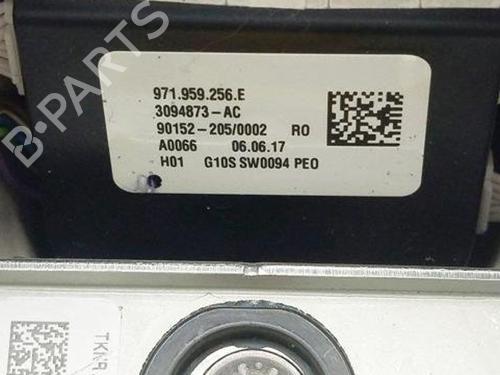 971.959.256.E
3094873-AC
90152-205/0002 RO
A0066 06.06.17
H01 G10S SW0094 PEO
B-PARTS